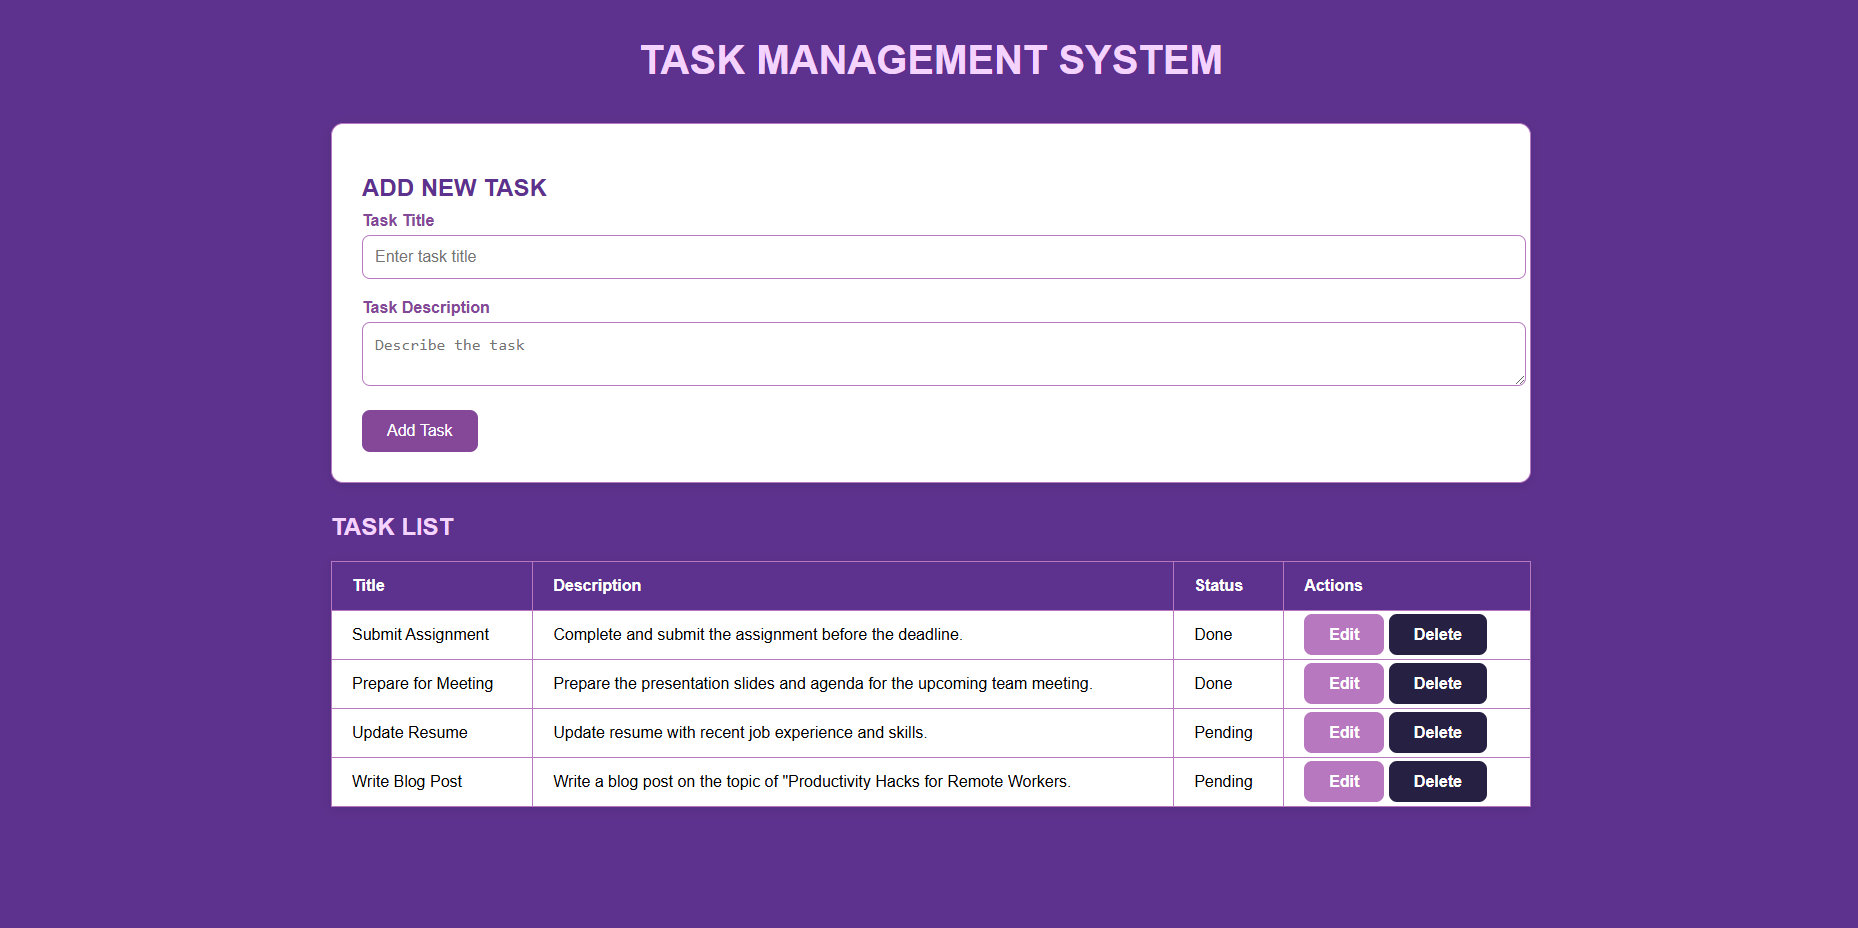 TASK MANAGEMENT SYSTEM
ADD NEW TASK
Task Title
Enter task title
Task Description
Describe the task
Add Task
TASK LIST
Title Description Status Actions
Submit Assignment Complete and submit the assignment before the deadline. Done Edit Delete
Prepare for Meeting Prepare the presentation slides and agenda for the upcoming team meeting. Done Edit Delete
Update Resume Update resume with recent job experience and skills. Pending Edit Delete
Write Blog Post Write a blog post on the topic of "Productivity Hacks for Remote Workers. Pending Edit Delete